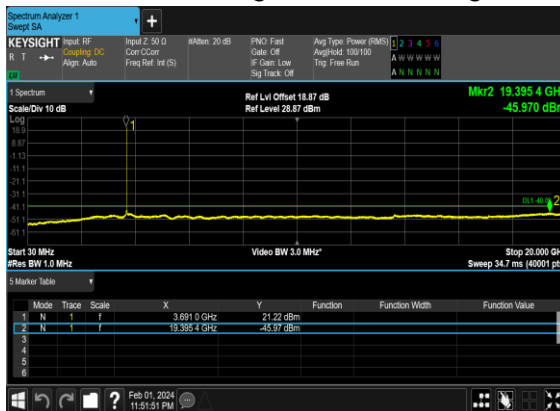 Spectrum Analyzer 1
Swept SA
KEYSIGHT Input: RF Input Z: 50 Ω #Atten: 20 dB PNO: Fast Avg Type: Power (RMS) 1 2 3 4 5 6
R T Coupling: DC Corr CCorr Gate: Off Avg|Hold: 100/100 A W W W W W
Align: Auto Freq Ref: Int (S) IF Gain: Low Trig: Free Run
LXI Sig Track: Off A N N N N N
1 Spectrum Ref Lvl Offset 18.87 dB Mkr2 19.395 4 GHz
Scale/Div 10 dB Ref Level 28.87 dBm -45.970 dBm
Log
1
18.9
8.87
-1.13
-11.1
-21.1
-31.1
2
-41.1
-51.1
-61.1
Start 30 MHz Video BW 3.0 MHz* Stop 20.000 GH
#Res BW 1.0 MHz Sweep 34.7 ms (40001 pt
5 Marker Table
Mode Trace Scale X Y Function Function Width Function Value
1 N 1 f 3.691 0 GHz 21.22 dBm
2 N 1 f 19.395 4 GHz -45.97 dBm
3
4
5
6
? Feb 01, 2024
11:51:51 PM